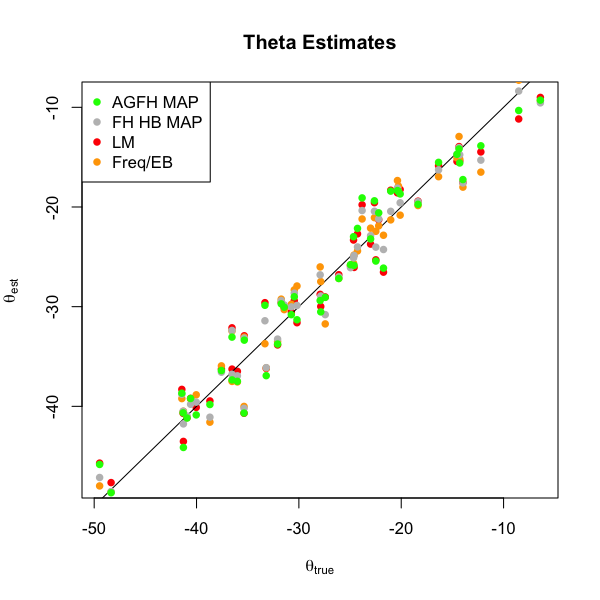 Theta Estimates
AGFH MAP
FH HB MAP
LM
Freq/EB
-10
-20
-30
-40
θest
-50 -40 -30 -20 -10
θtrue